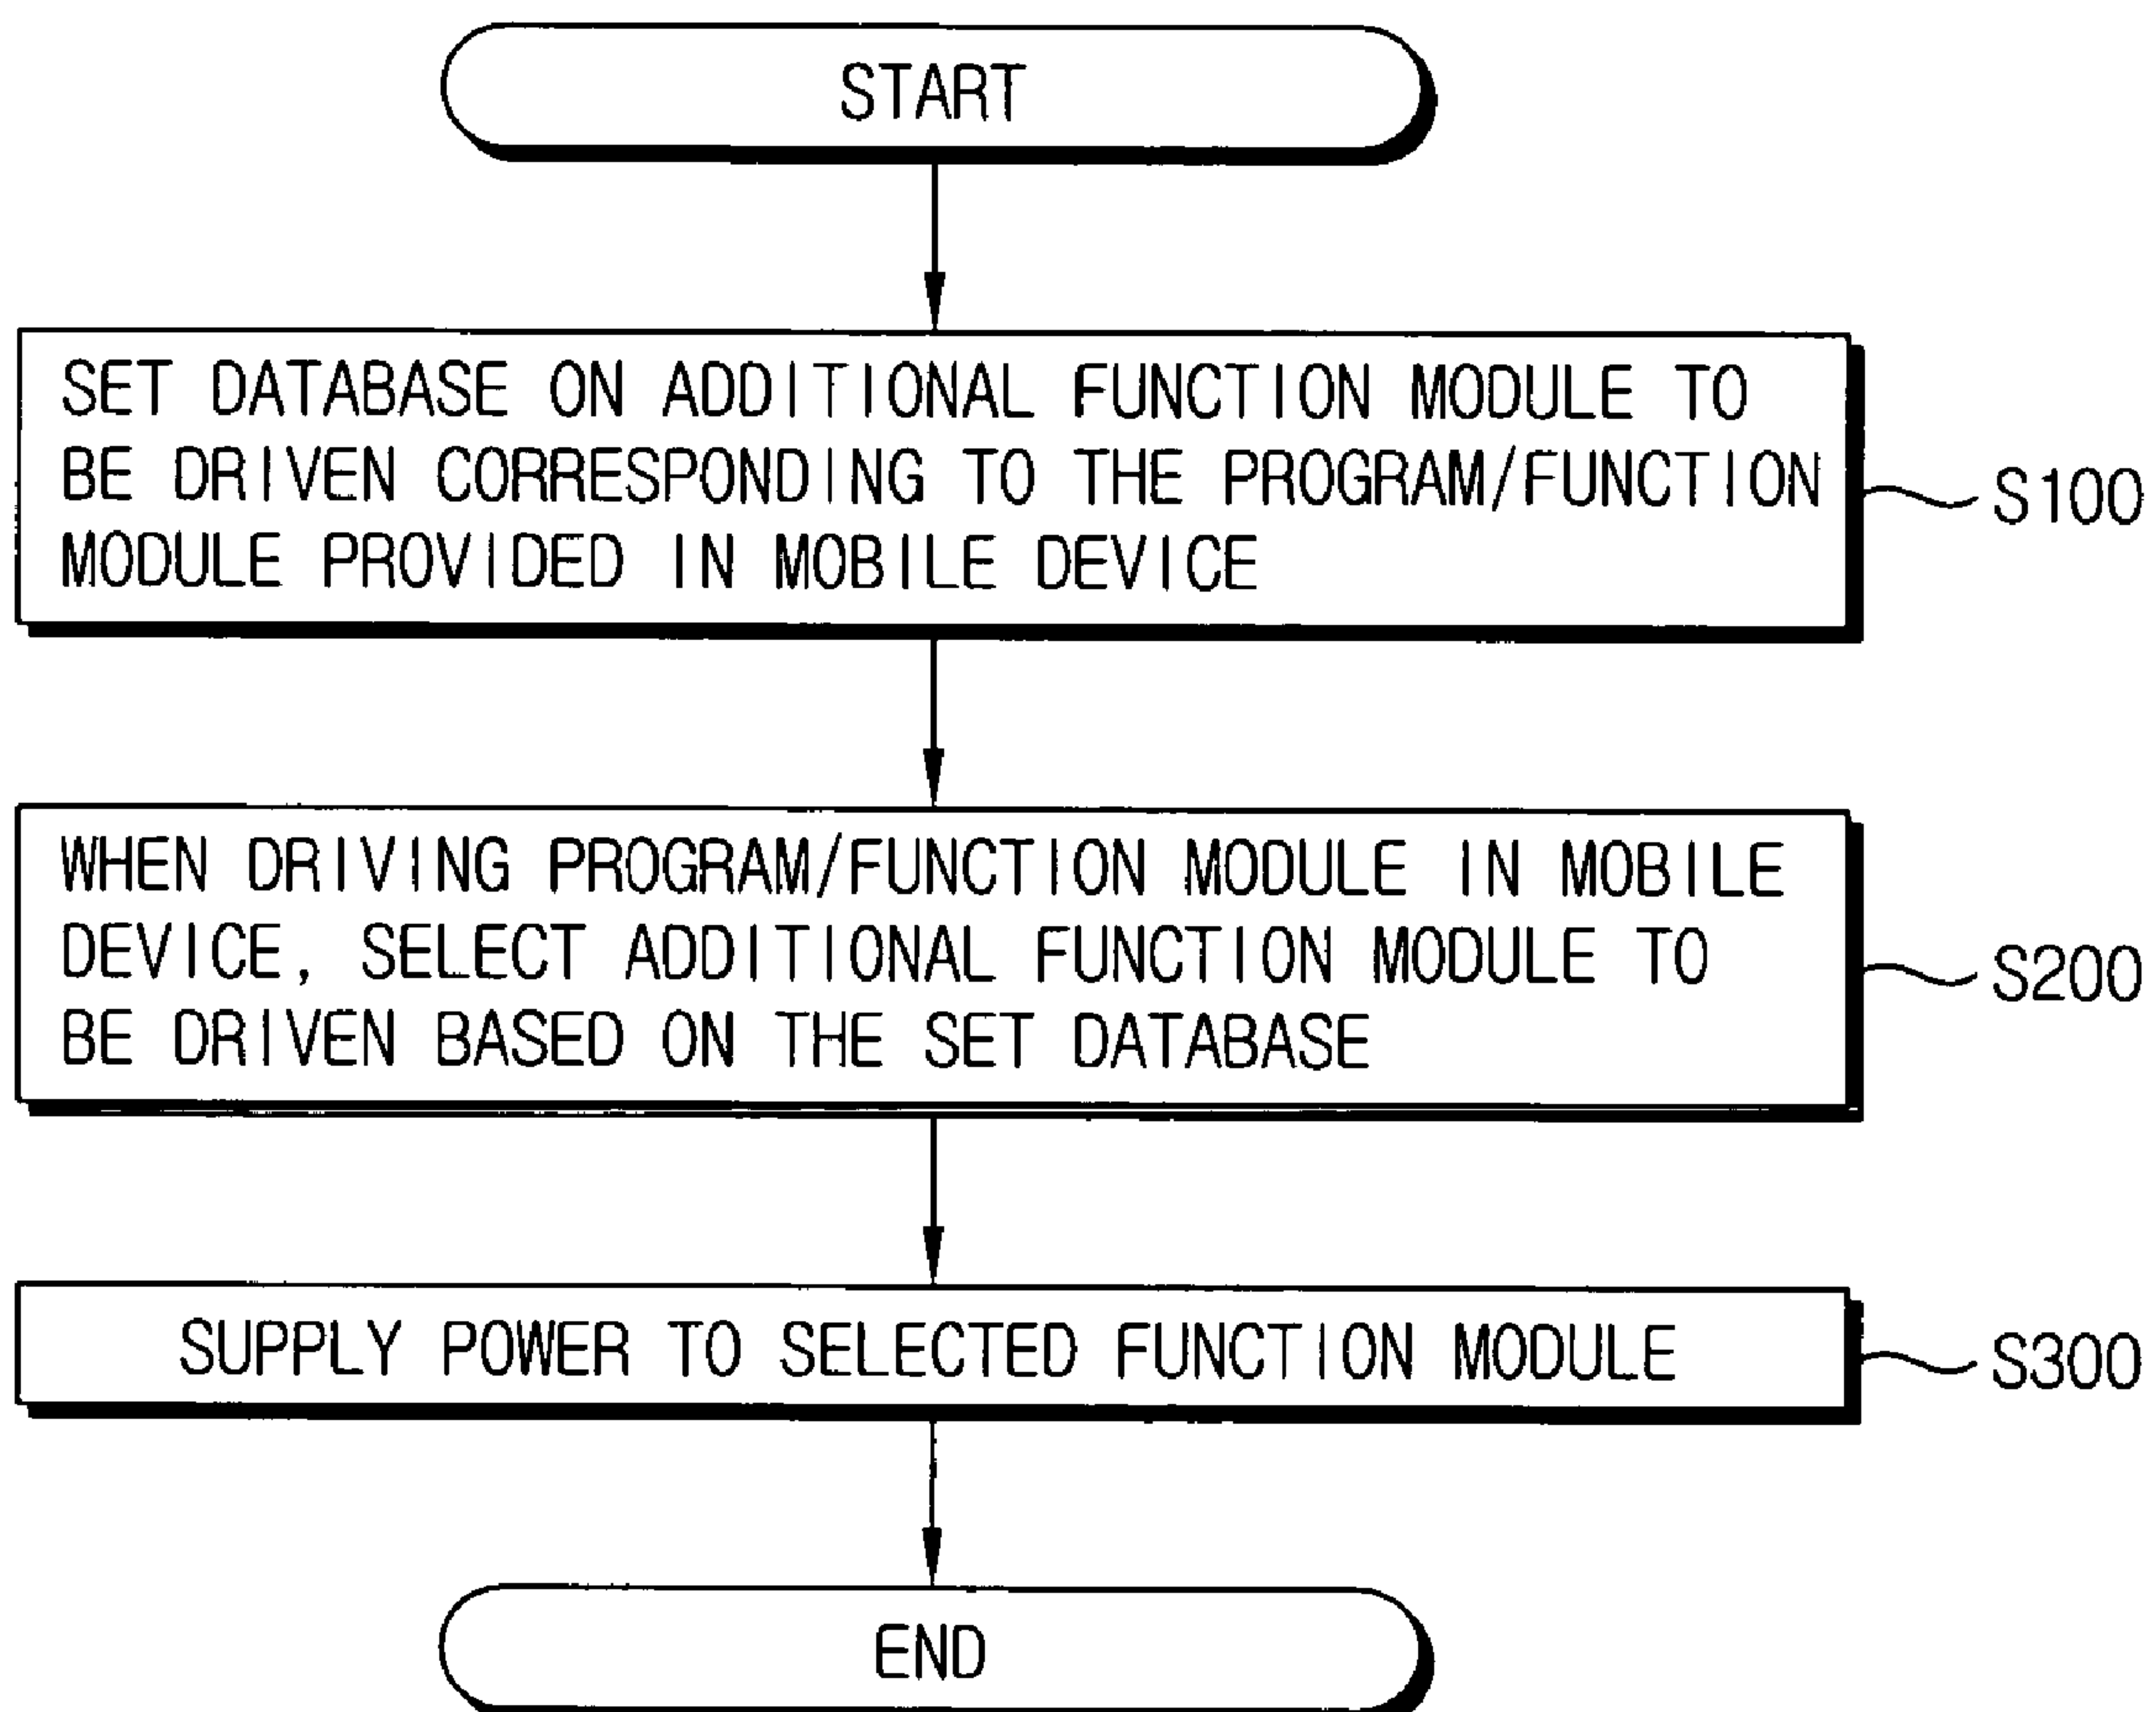 START
SET DATABASE ON ADDITIONAL FUNCTION MODULE TO
BE DRIVEN CORRESPONDING TO THE PROGRAM/FUNCTION
MODULE PROVIDED IN MOBILE DEVICE
S100
WHEN DRIVING PROGRAM/FUNCTION MODULE IN MOBILE
DEVICE, SELECT ADDITIONAL FUNCTION MODULE TO
BE DRIVEN BASED ON THE SET DATABASE
S200
SUPPLY POWER TO SELECTED FUNCTION MODULE
S300
END